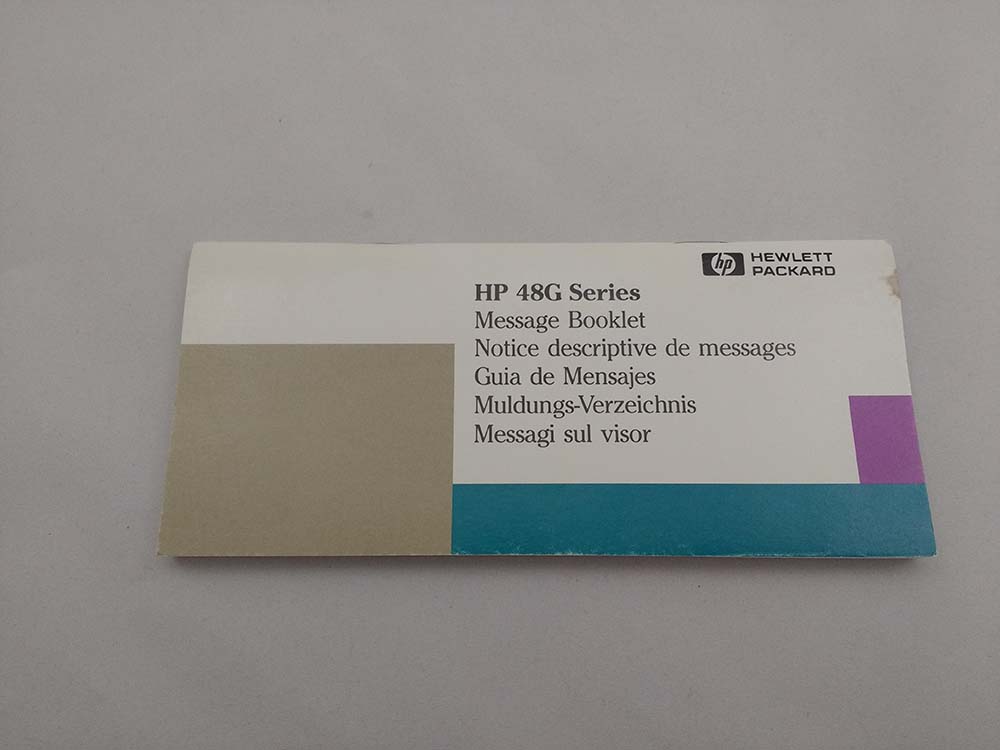 hp HEWLETT
PACKARD
HP 48G Series
Message Booklet
Notice descriptive de messages
Guia de Mensajes
Muldungs-Verzeichnis
Messagi sul visor